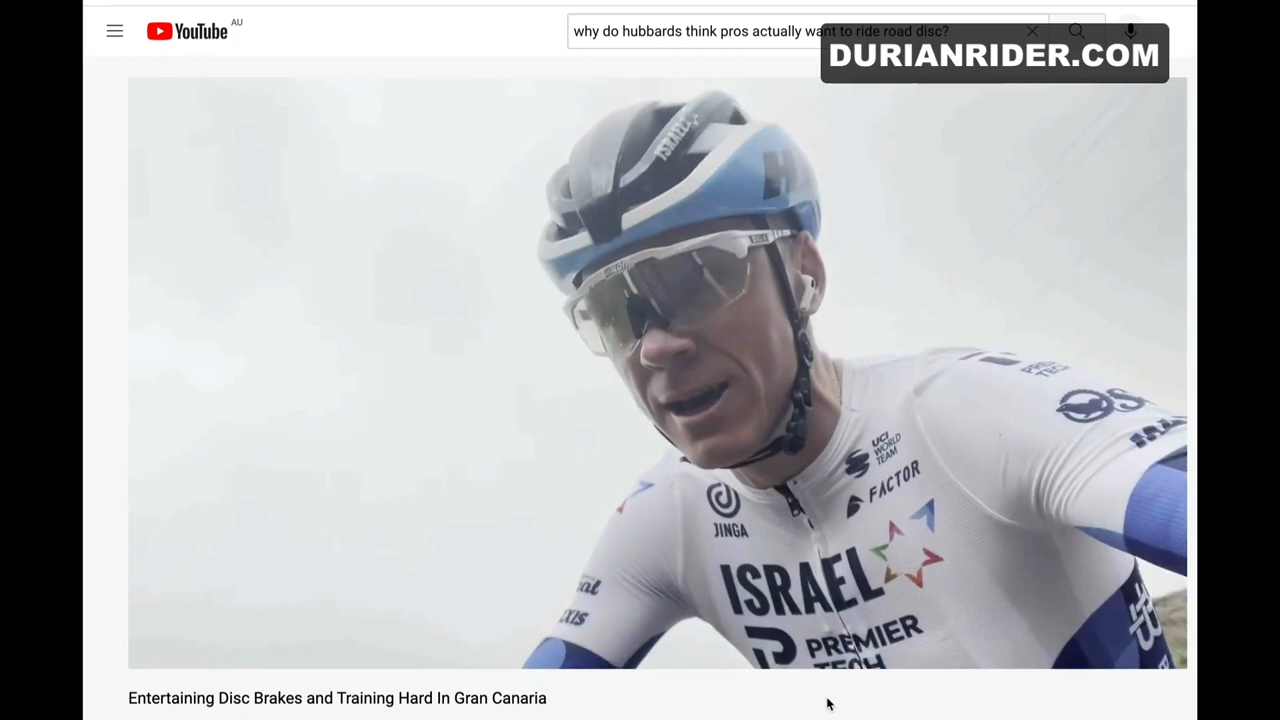 YouTube AU
why do hubbards think pros actually want to ride road disc?
DURIANRIDER.COM
ISRAEL
UCI
WORLD
TEAM
FACTOR
JINGA
ISRAEL
PREMIER
TECH
Entertaining Disc Brakes and Training Hard In Gran Canaria